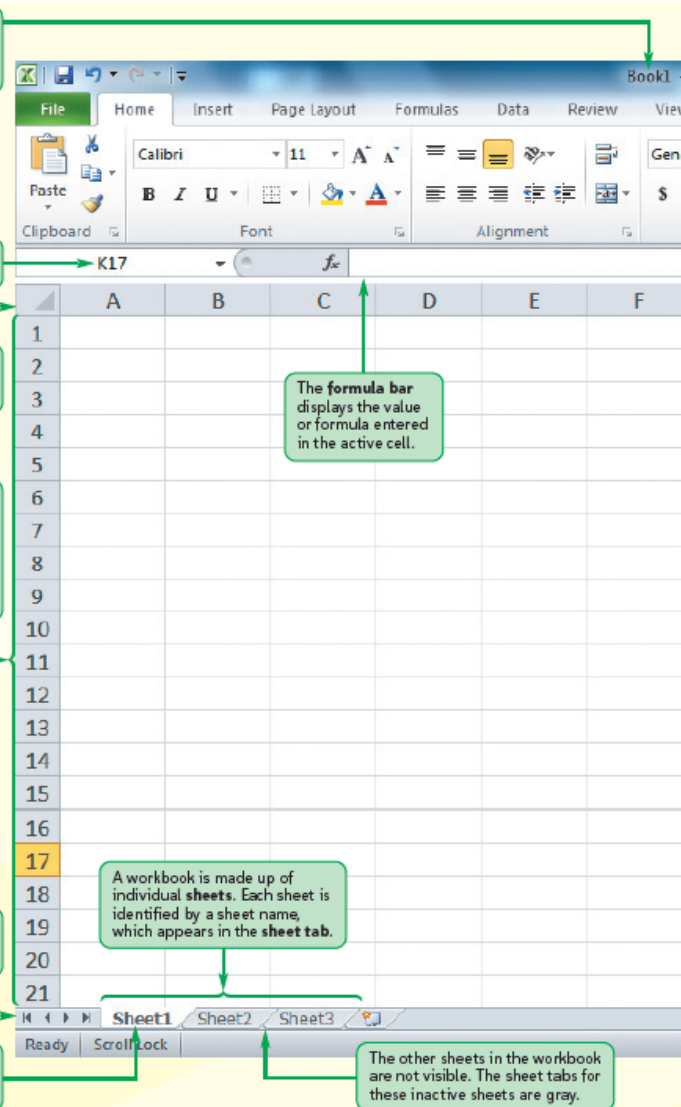 Book1 -
File Home Insert Page Layout Formulas Data Review View
Calibri 11 A A Gen
Paste B I U A $
Clipboard Font Alignment
K17 fx
A B C D E F
1
2
3
The formula bar
displays the value
or formula entered
in the active cell.
4
5
6
7
8
9
10
11
12
13
14
15
16
17
A workbook is made up of
individual sheets. Each sheet is
identified by a sheet name,
which appears in the sheet tab.
18
19
20
21
Sheet1 Sheet2 Sheet3
Ready Scroll Lock
The other sheets in the workbook
are not visible. The sheet tabs for
these inactive sheets are gray.